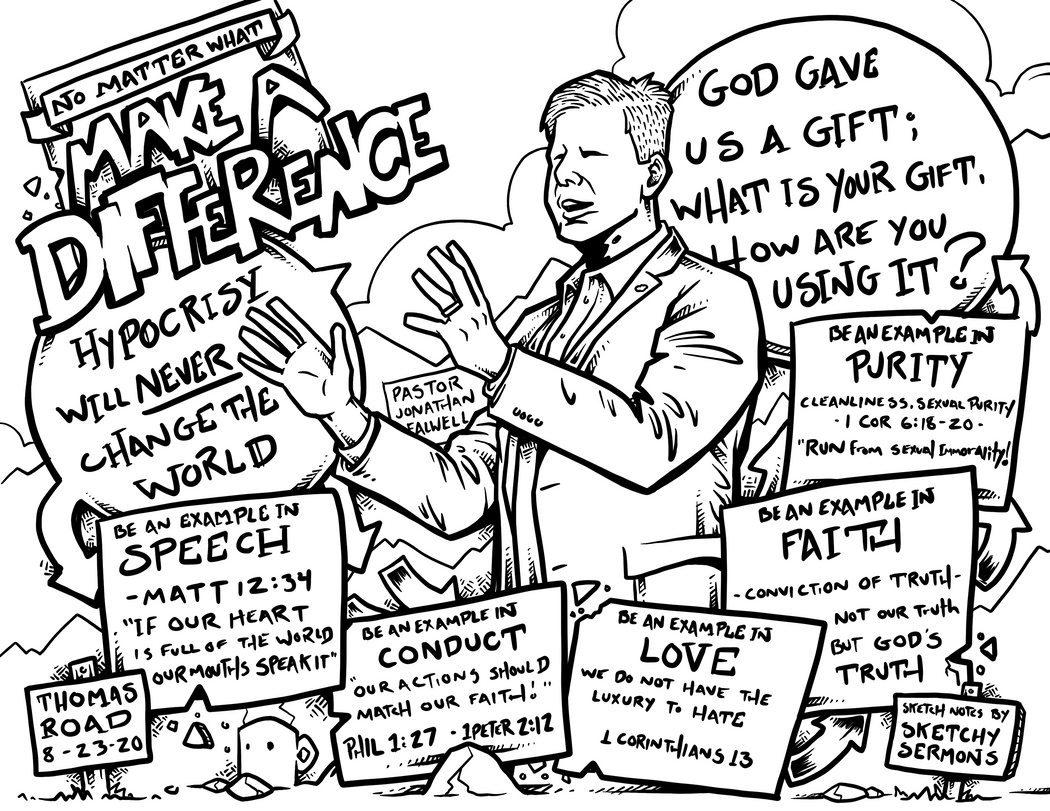 NO MATTER WHAT
MAKE A
DIFFERENCE
HYPOCRISY
WILL NEVER
CHANGE THE
WORLD
PASTOR
JONATHAN
FALWELL
GOD GAVE
US A GIFT;
WHAT IS YOUR GIFT.
HOW ARE YOU
USING IT?
BE AN EXAMPLE IN
SPEECH
-MATT 12:34
"IF OUR HEART
IS FULL OF THE WORLD
OUR MOUTHS SPEAK IT"
BE AN EXAMPLE IN
CONDUCT
"OUR ACTIONS SHOULD
MATCH OUR FAITH!"
PHIL 1:27 - 1 PETER 2:12
BE AN EXAMPLE IN
LOVE
WE DO NOT HAVE THE
LUXURY TO HATE
1 CORINTHIANS 13
BE AN EXAMPLE IN
FAITH
-CONVICTION OF TRUTH-
NOT OUR TRUTH
BUT GOD'S
TRUTH
BE AN EXAMPLE IN
PURITY
CLEANLINESS. SEXUAL PURITY
- 1 COR 6:18-20 -
"RUN From SEXUAL Immorality!
THOMAS
ROAD
8-23-20
SKETCH NOTES BY
SKETCHY
SERMONS